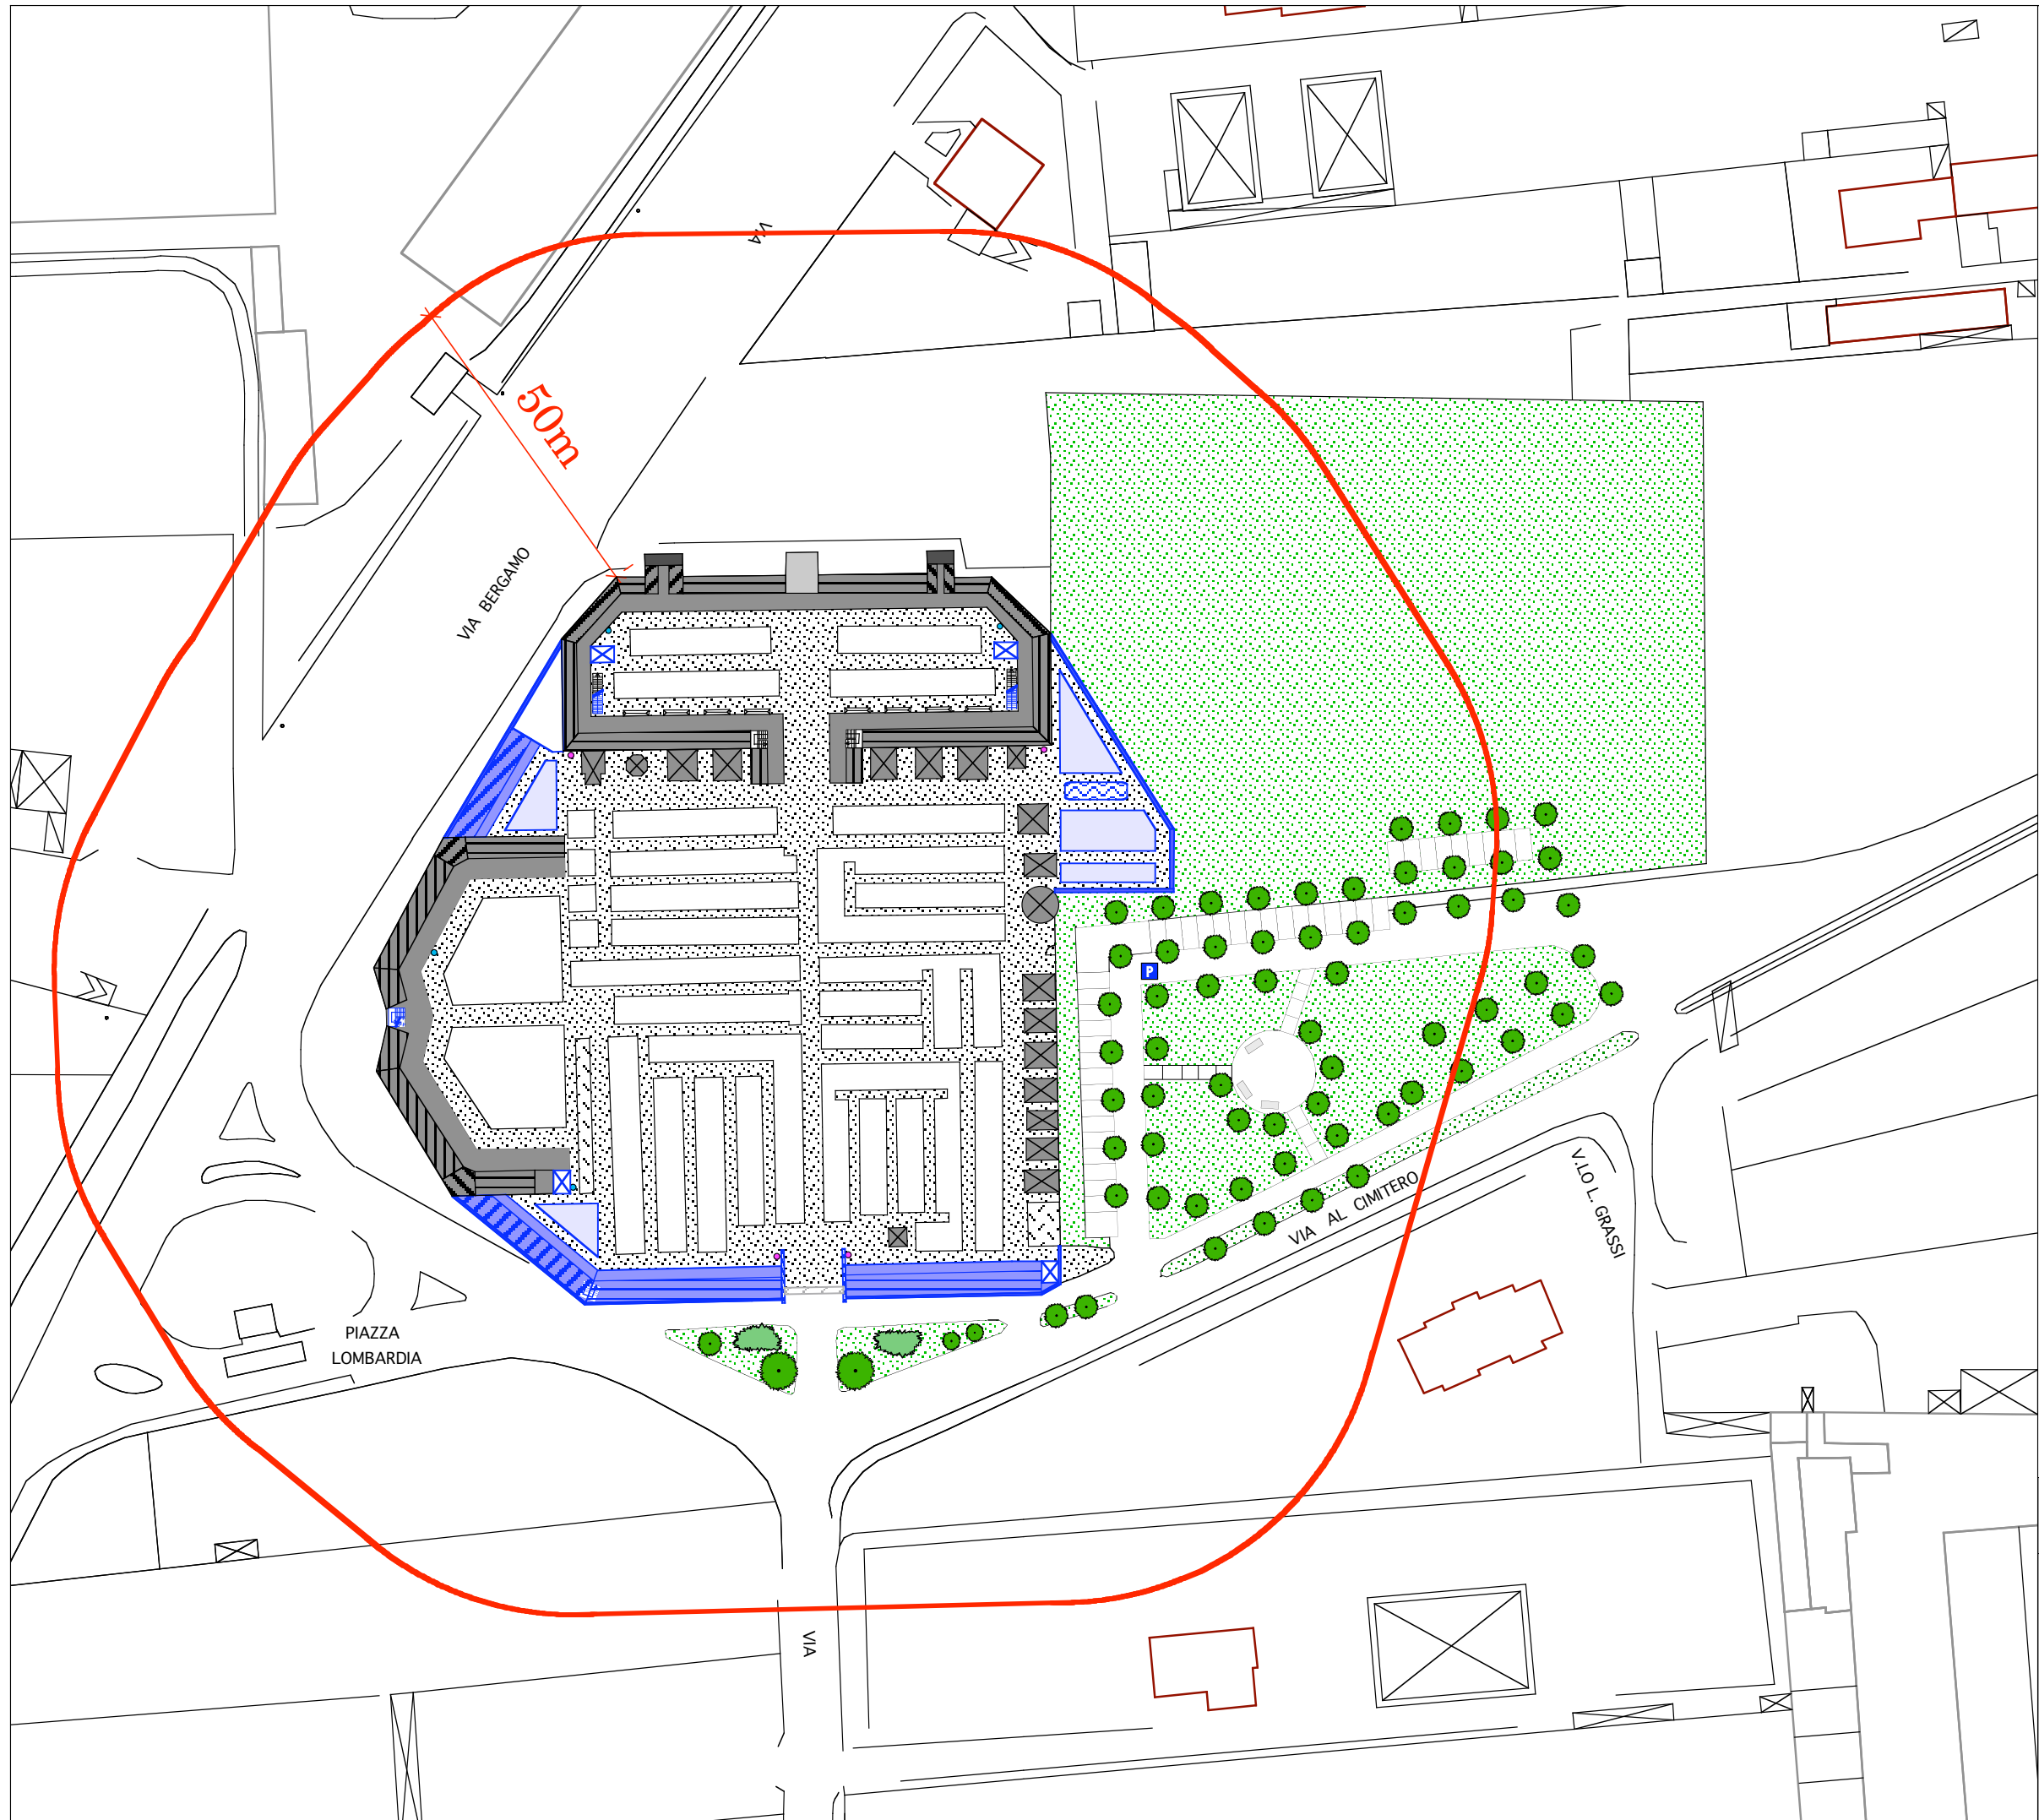 VIA
50m
VIA BERGAMO
P
VIA AL CIMITERO
V.LO L. GRASSI
PIAZZA
LOMBARDIA
VIA